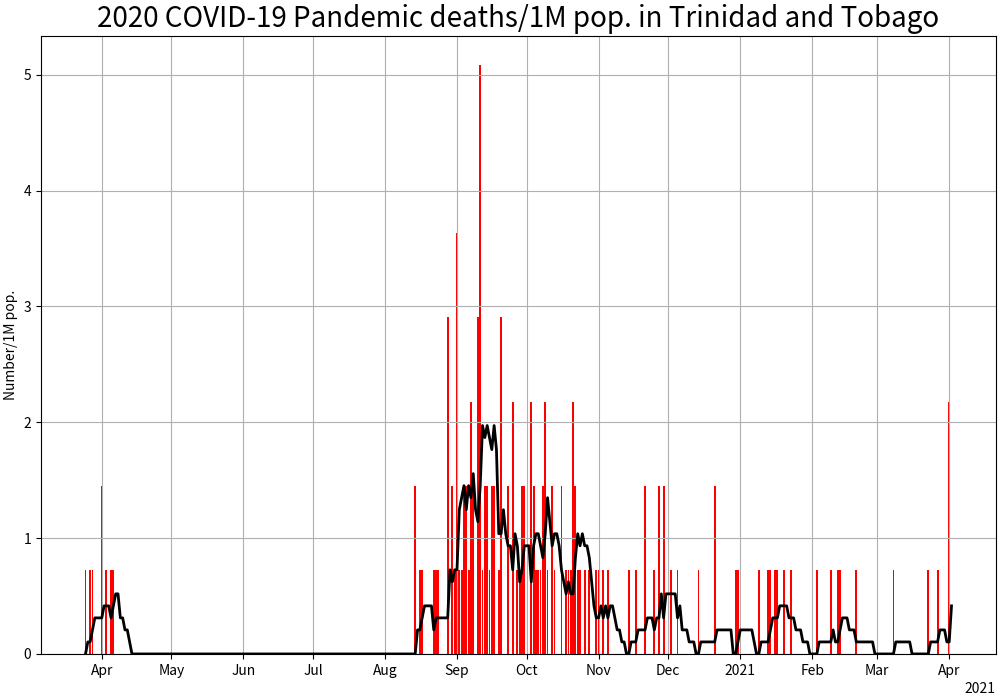 2020 COVID-19 Pandemic deaths/1M pop. in Trinidad and Tobago
Number/1M pop.
5
4
3
2
1
0
Apr May Jun Jul Aug Sep Oct Nov Dec 2021 Feb Mar Apr
2021